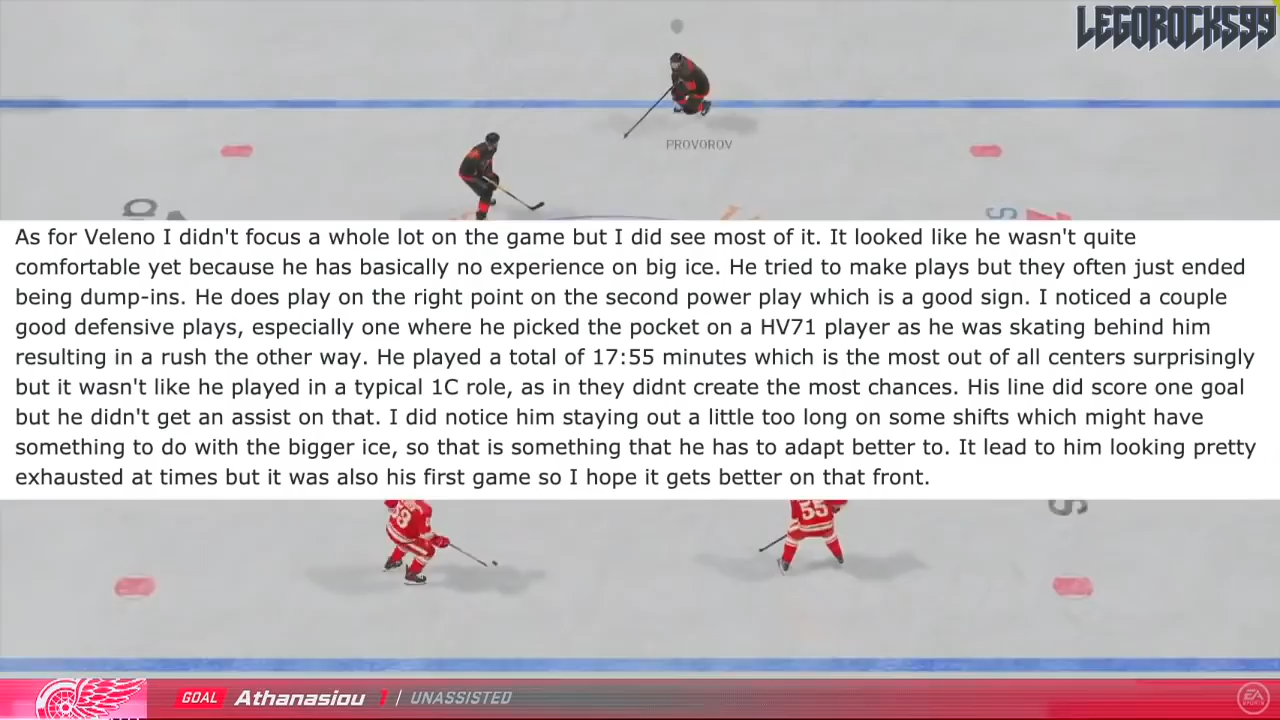 LEGOROCKS99
PROVOROV
As for Veleno I didn't focus a whole lot on the game but I did see most of it. It looked like he wasn't quite
comfortable yet because he has basically no experience on big ice. He tried to make plays but they often just ended
being dump-ins. He does play on the right point on the second power play which is a good sign. I noticed a couple
good defensive plays, especially one where he picked the pocket on a HV71 player as he was skating behind him
resulting in a rush the other way. He played a total of 17:55 minutes which is the most out of all centers surprisingly
but it wasn't like he played in a typical 1C role, as in they didnt create the most chances. His line did score one goal
but he didn't get an assist on that. I did notice him staying out a little too long on some shifts which might have
something to do with the bigger ice, so that is something that he has to adapt better to. It lead to him looking pretty
exhausted at times but it was also his first game so I hope it gets better on that front.
55
GOAL Athanasiou 1 / UNASSISTED
EA SPORTS